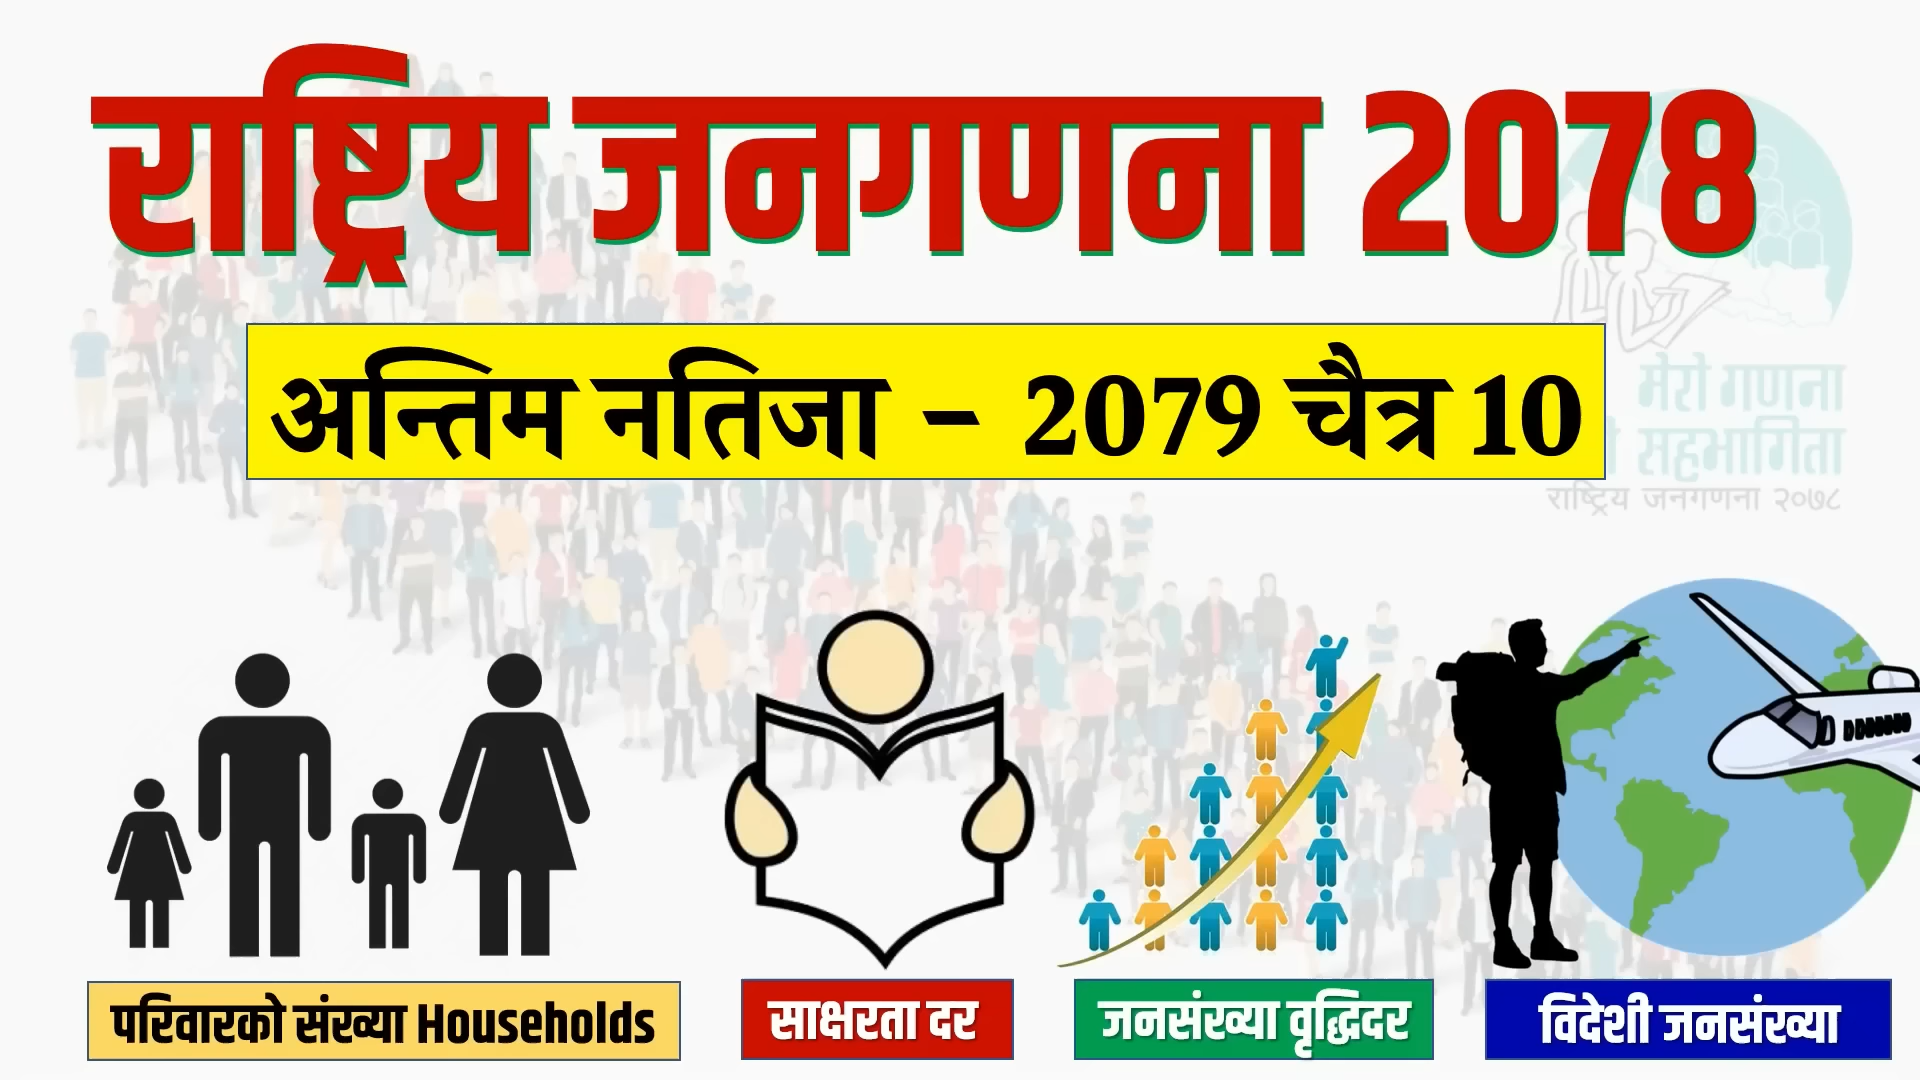 राष्ट्रिय जनगणना 2078
अन्तिम नतिजा – 2079 चैत्र 10
मेरो गणना
सहभागिता
राष्ट्रिय जनगणना २०७८
परिवारको संख्या Households
साक्षरता दर
जनसंख्या वृद्धिदर
विदेशी जनसंख्या